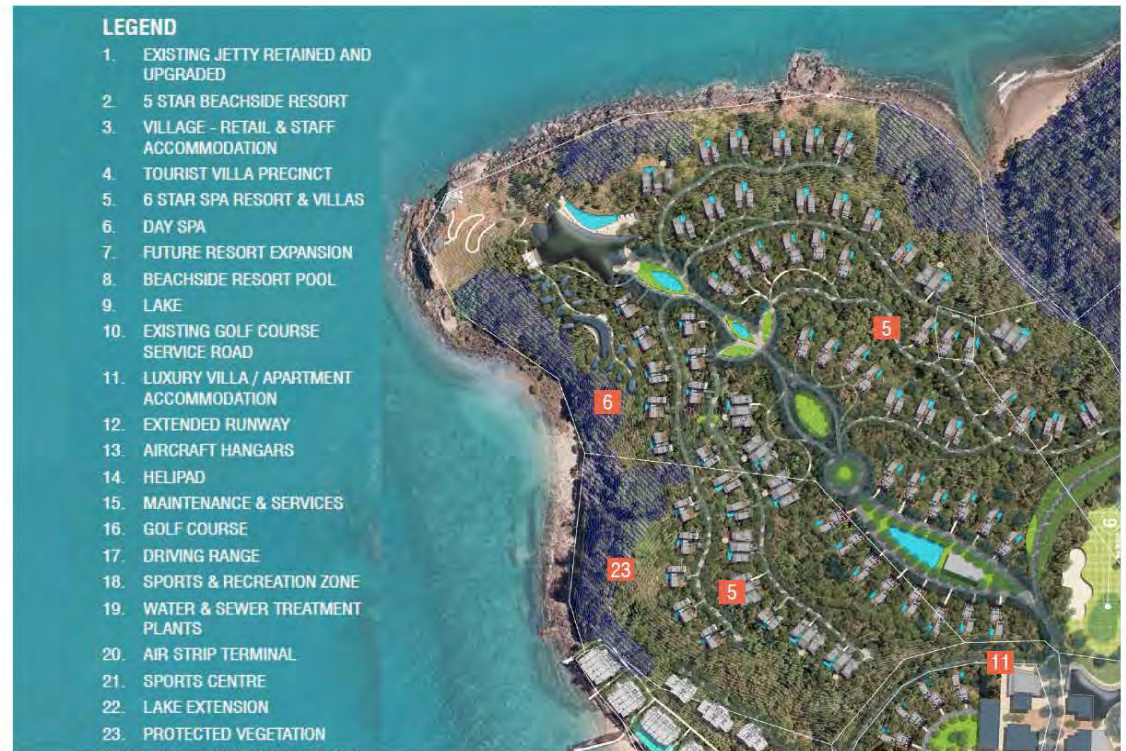 LEGEND
1. EXISTING JETTY RETAINED AND
UPGRADED
2. 5 STAR BEACHSIDE RESORT
3. VILLAGE - RETAIL & STAFF
ACCOMMODATION
4. TOURIST VILLA PRECINCT
5. 6 STAR SPA RESORT & VILLAS
6. DAY SPA
7. FUTURE RESORT EXPANSION
8. BEACHSIDE RESORT POOL
9. LAKE
10. EXISTING GOLF COURSE
SERVICE ROAD
11. LUXURY VILLA / APARTMENT
ACCOMMODATION
12. EXTENDED RUNWAY
13. AIRCRAFT HANGARS
14. HELIPAD
15. MAINTENANCE & SERVICES
16. GOLF COURSE
17. DRIVING RANGE
18. SPORTS & RECREATION ZONE
19. WATER & SEWER TREATMENT
PLANTS
20. AIR STRIP TERMINAL
21. SPORTS CENTRE
22. LAKE EXTENSION
23. PROTECTED VEGETATION
5
6
23
5
11